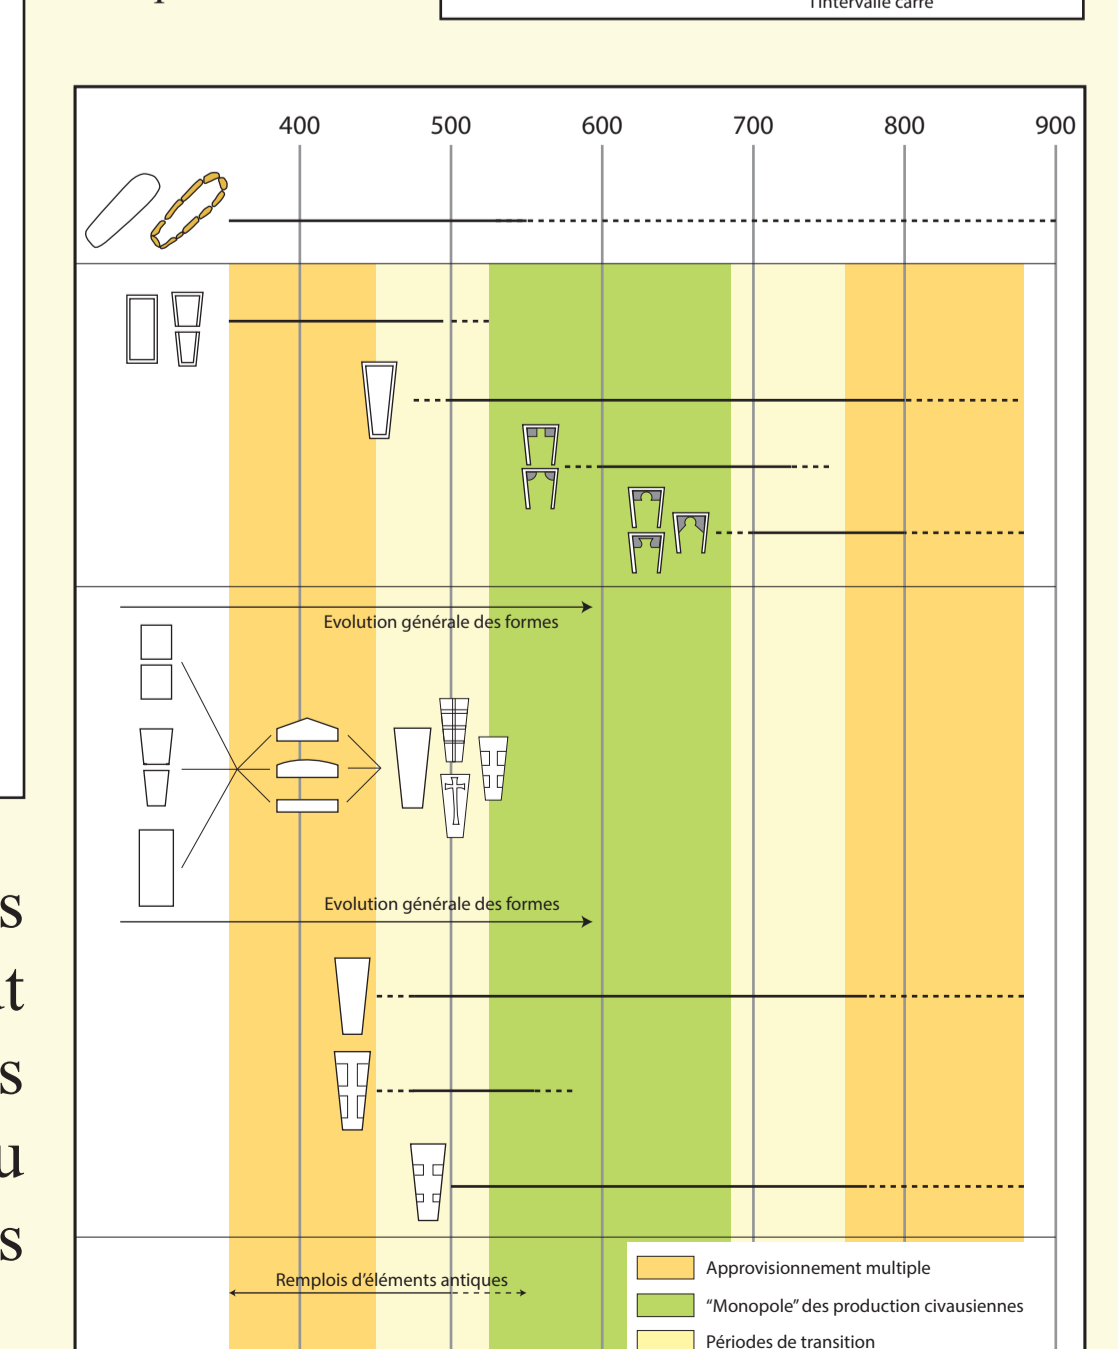 l'intervalle carré
400 500 600 700 800 900
Evolution générale des formes
Evolution générale des formes
s
at
s
u
s
Remplois d'éléments antiques
Approvisionnement multiple
"Monopole" des production civausiennes
Périodes de transition